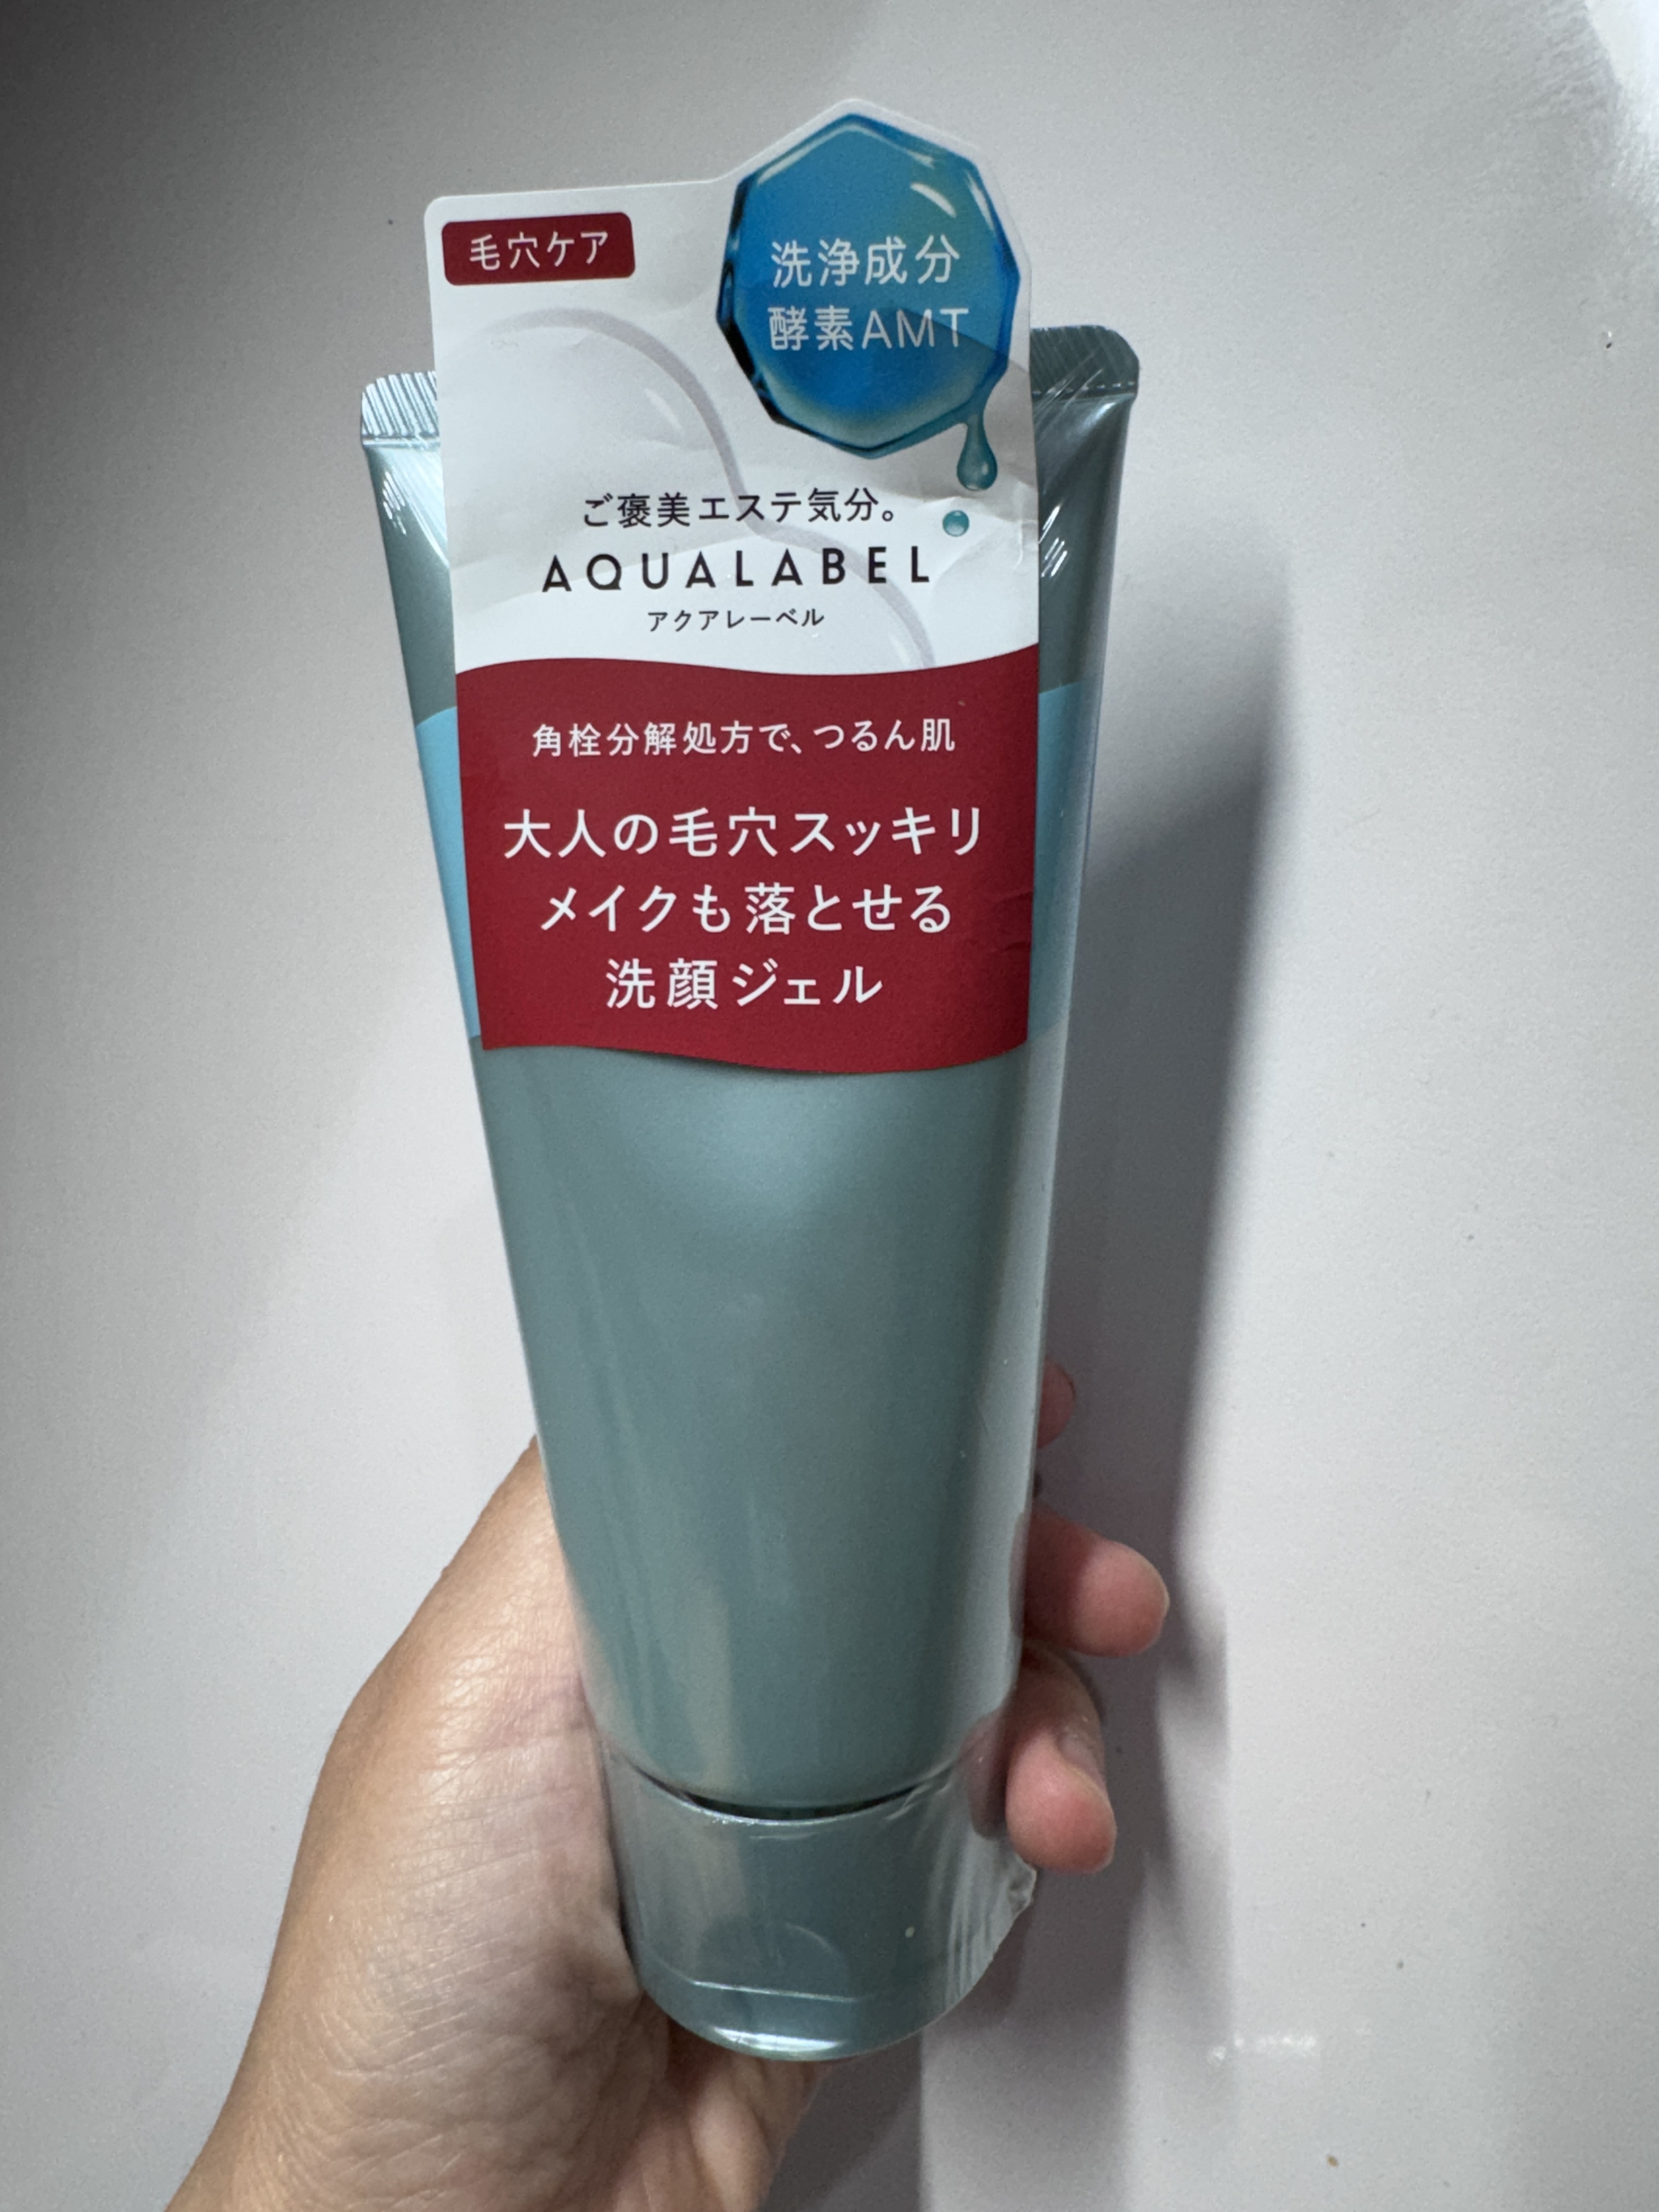 毛穴ケア
洗浄成分
酵素AMT
ご褒美エステ気分。
AQUALABEL
アクアレーベル
角栓分解処方で、つるん肌
大人の毛穴スッキリ
メイクも落とせる
洗顔ジェル